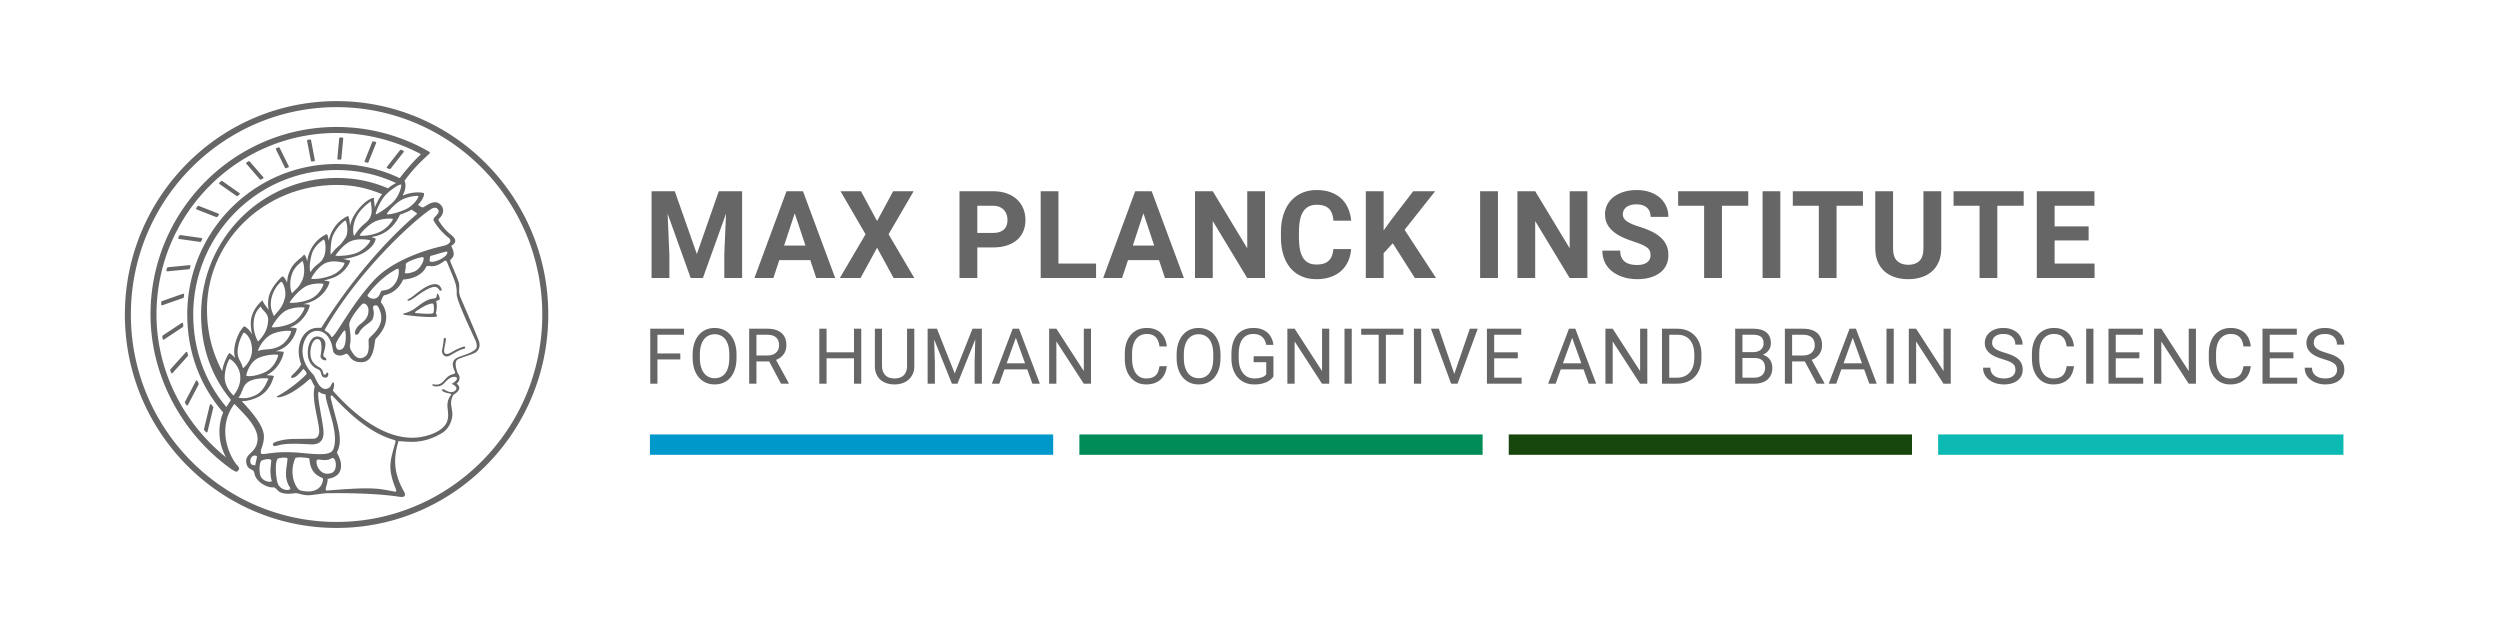 MAX PLANCK INSTITUTE
FOR HUMAN COGNITIVE AND BRAIN SCIENCES